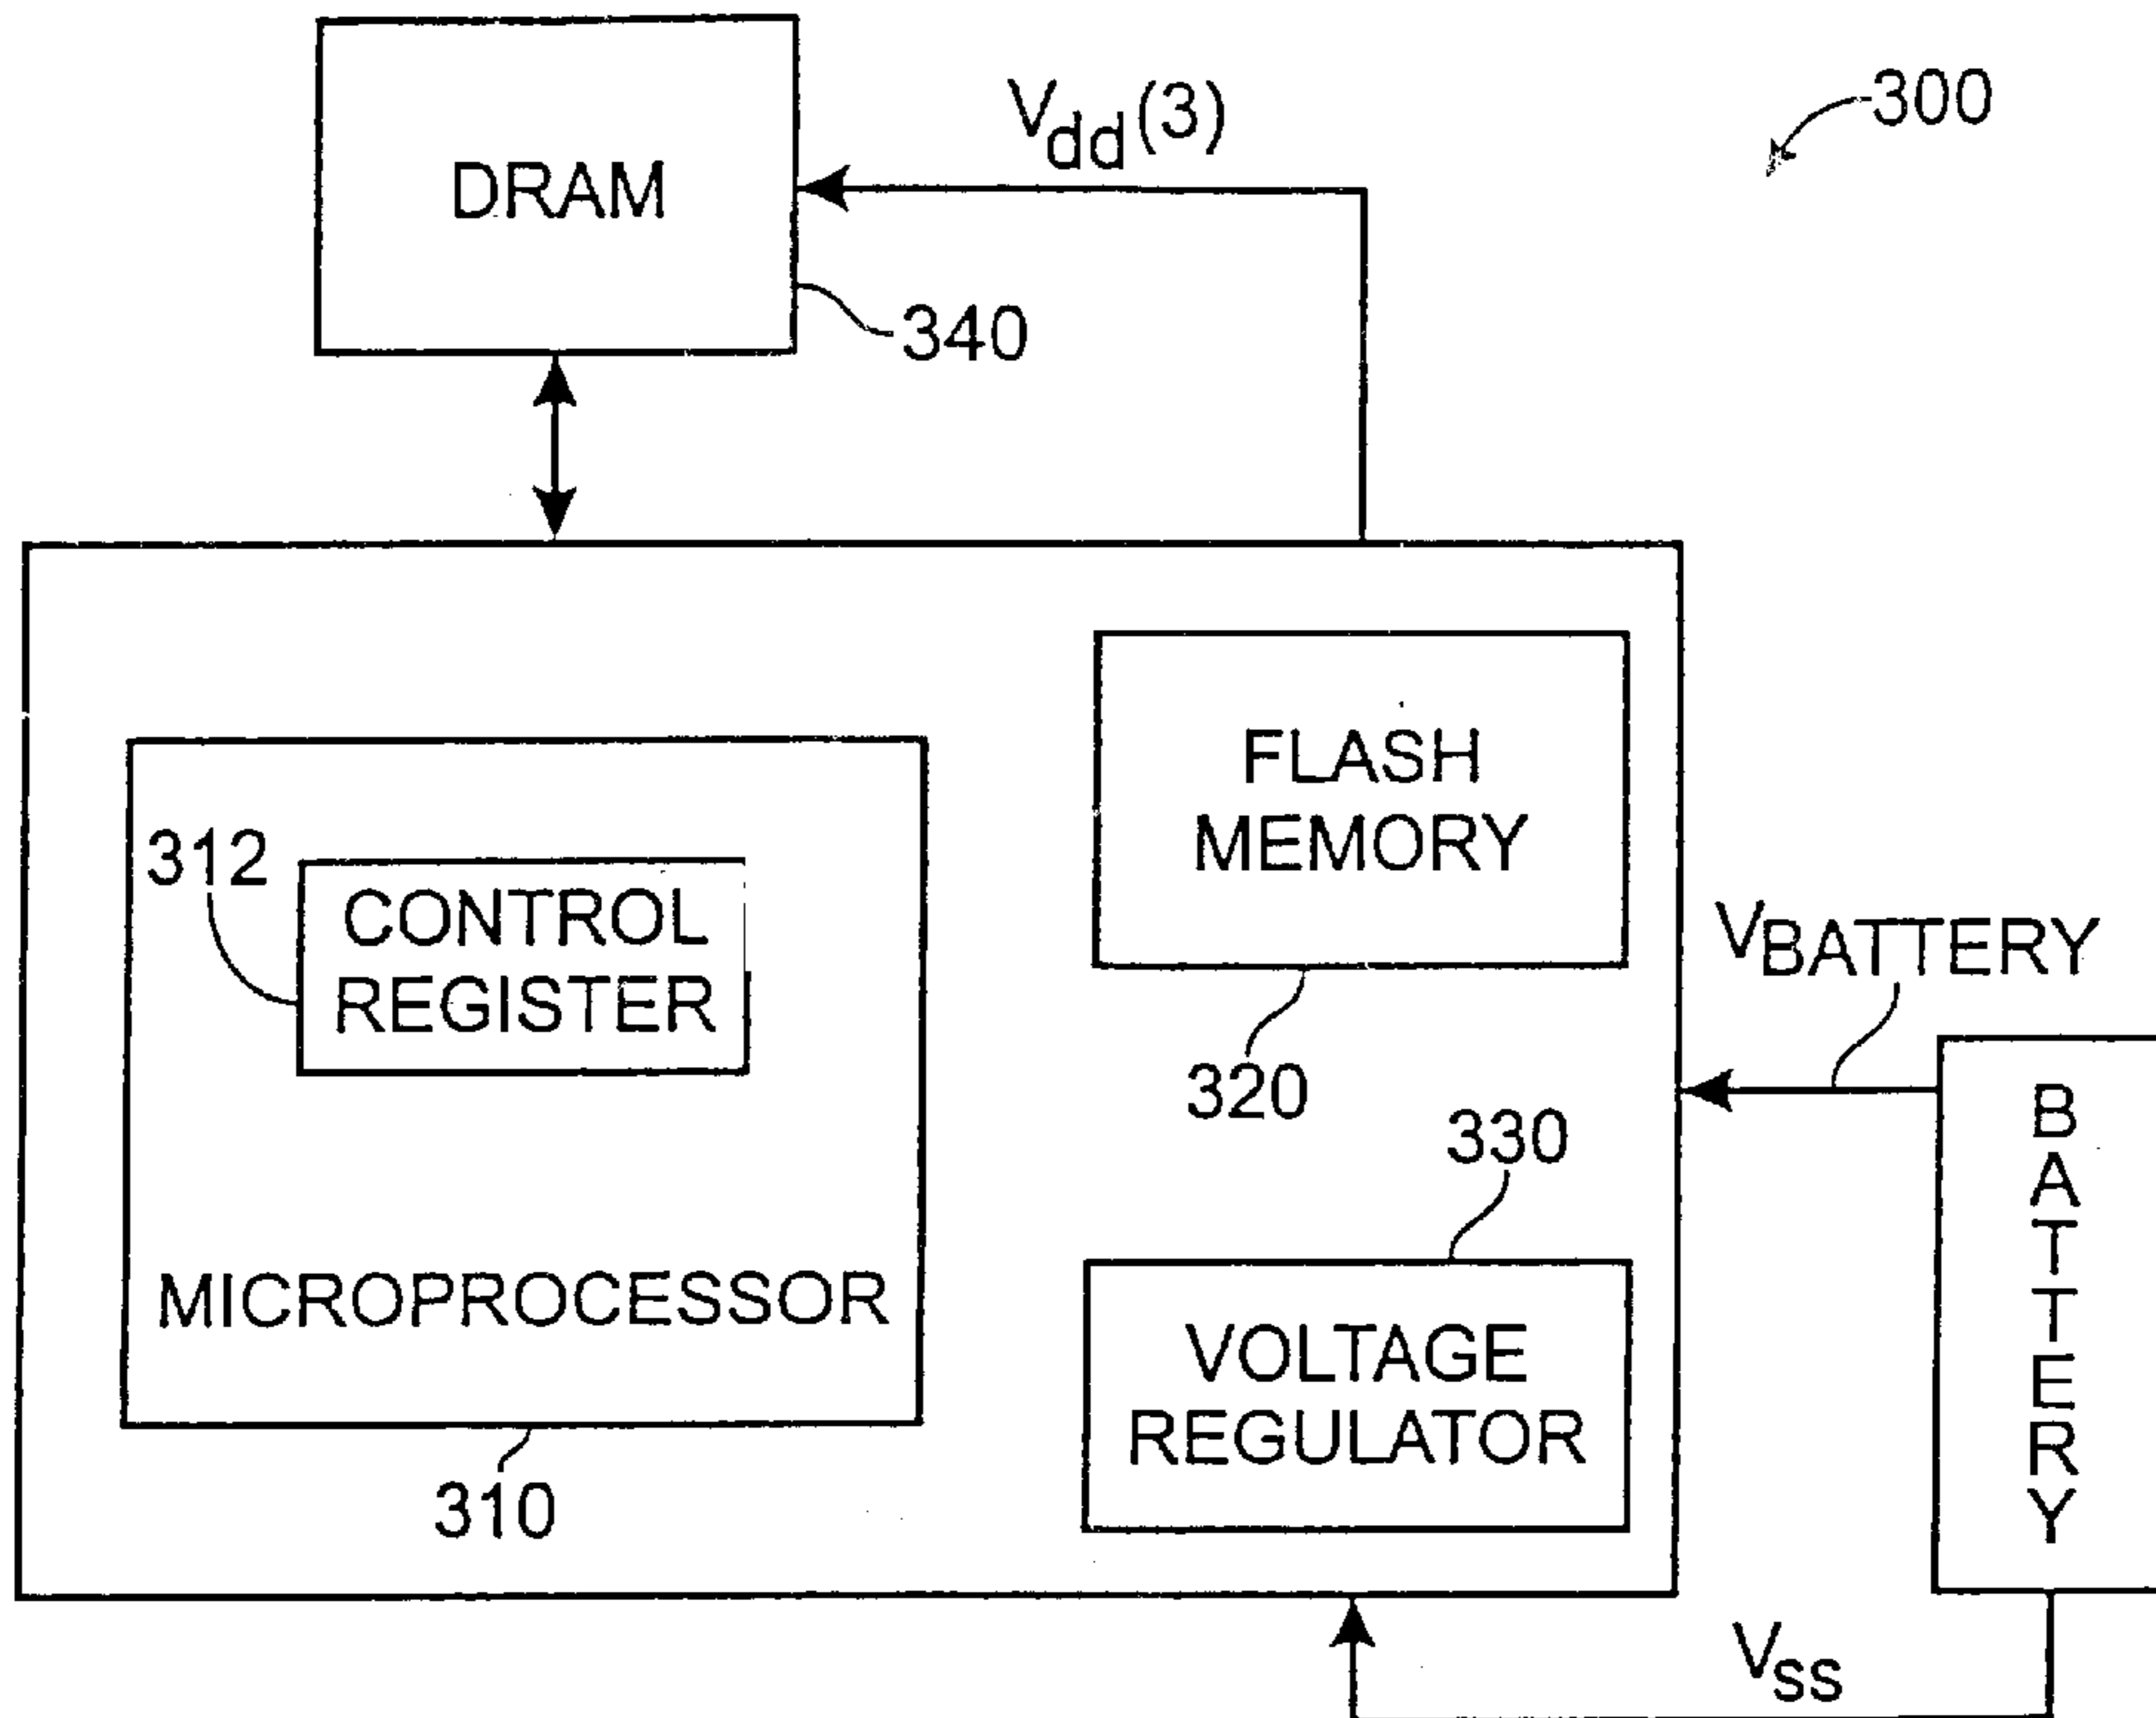 300
Vdd(3)
DRAM
340
FLASH
MEMORY
320
312
CONTROL
REGISTER
MICROPROCESSOR
310
330
VOLTAGE
REGULATOR
VBATTERY
BATTERY
Vss